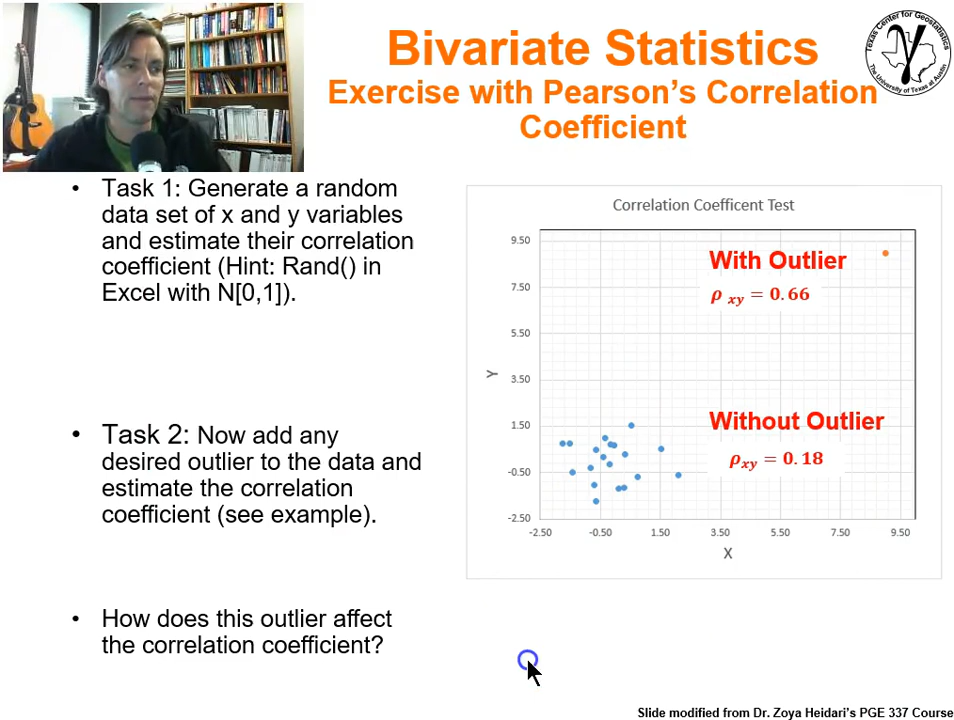 Bivariate Statistics
Exercise with Pearson's Correlation
Coefficient
Texas Center for Geostatistics
The University of Texas at Austin
• Task 1: Generate a random
data set of x and y variables
and estimate their correlation
coefficient (Hint: Rand() in
Excel with N[0,1]).
• Task 2: Now add any
desired outlier to the data and
estimate the correlation
coefficient (see example).
• How does this outlier affect
the correlation coefficient?
Correlation Coefficent Test
9.50
7.50
5.50
3.50
1.50
-0.50
-2.50
Y
With Outlier
ρ xy = 0.66
Without Outlier
ρxy = 0.18
-2.50 -0.50 1.50 3.50 5.50 7.50 9.50
X
Slide modified from Dr. Zoya Heidari's PGE 337 Course